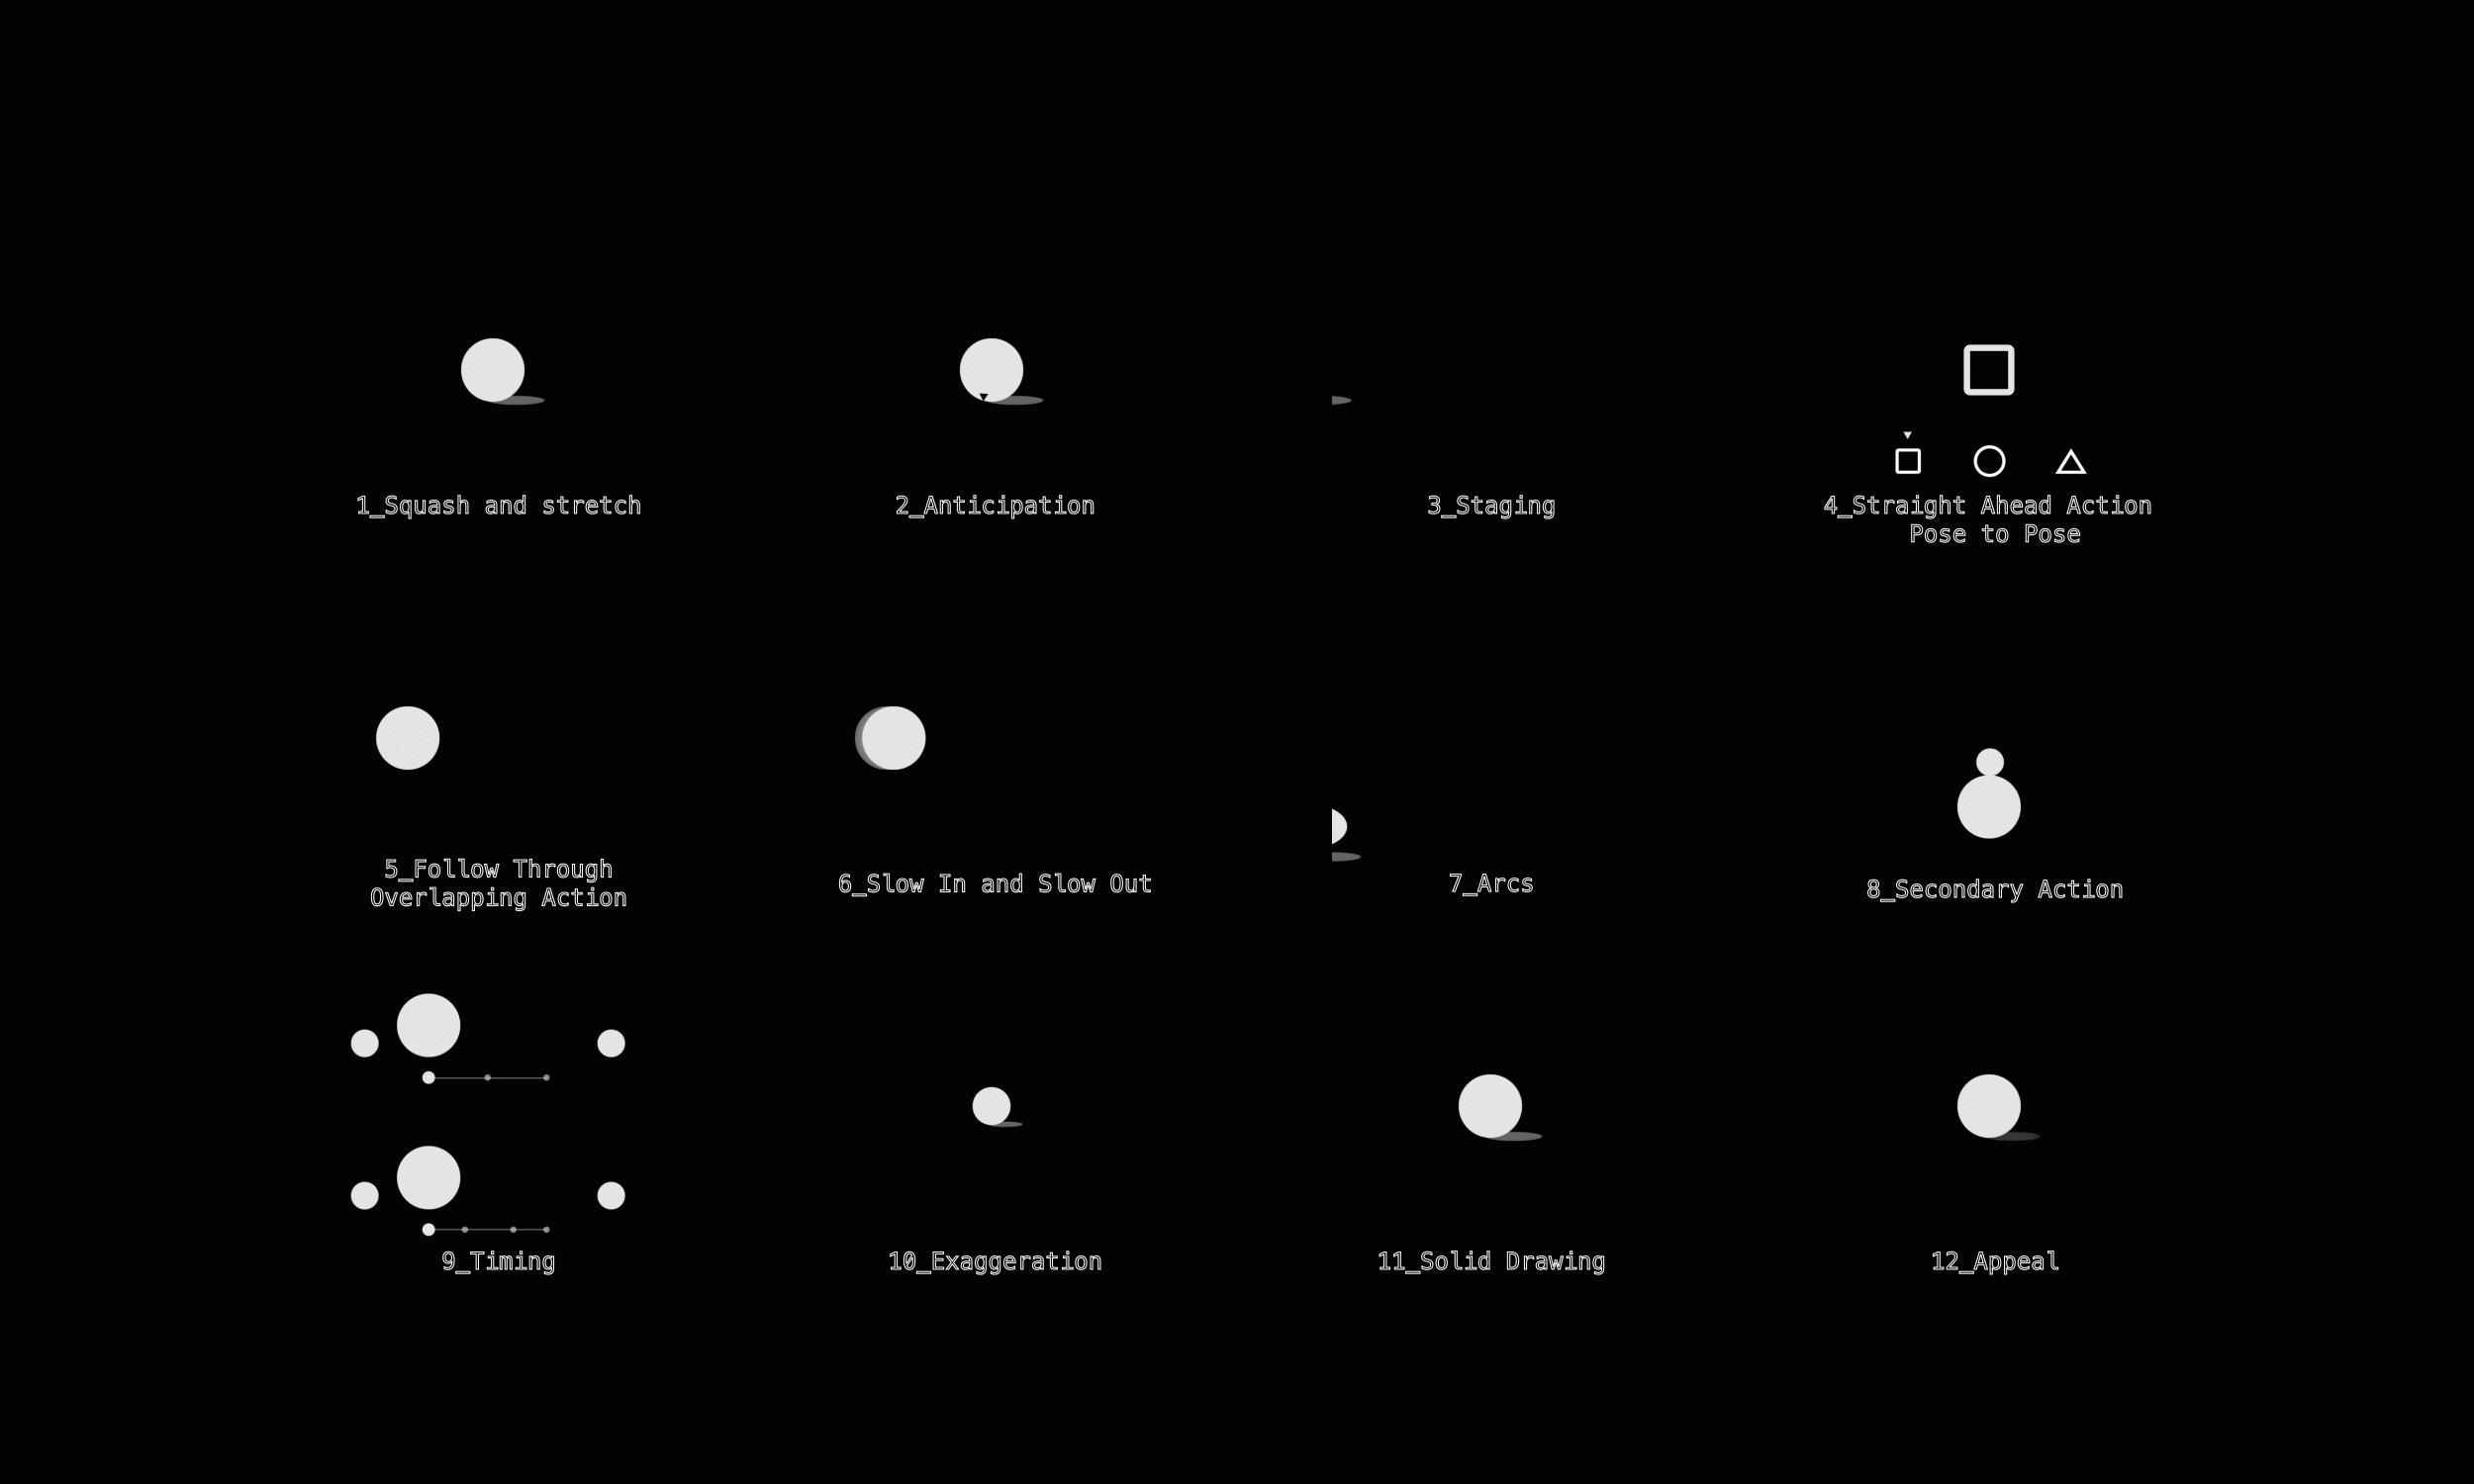 1_Squash and stretch
2_Anticipation
3_Staging
4_Straight Ahead Action
Pose to Pose
5_Follow Through
Overlapping Action
6_Slow In and Slow Out
7_Arcs
8_Secondary Action
9_Timing
10_Exaggeration
11_Solid Drawing
12_Appeal